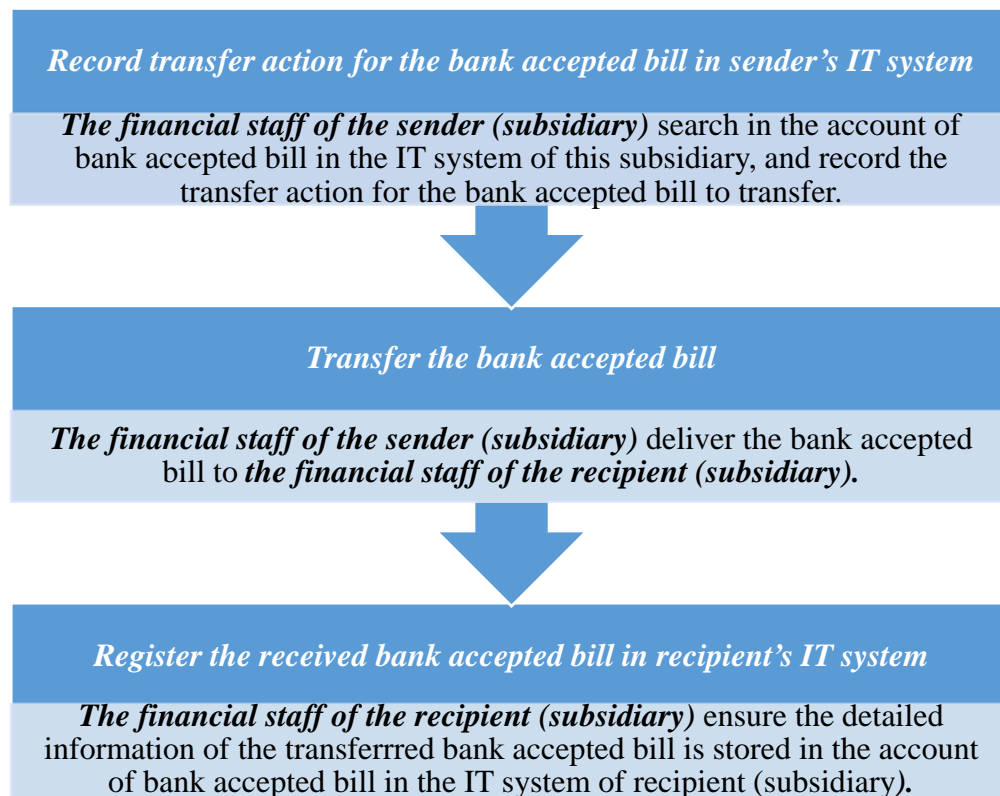 Record transfer action for the bank accepted bill in sender’s IT system
The financial staff of the sender (subsidiary) search in the account of
bank accepted bill in the IT system of this subsidiary, and record the
transfer action for the bank accepted bill to transfer.
Transfer the bank accepted bill
The financial staff of the sender (subsidiary) deliver the bank accepted
bill to the financial staff of the recipient (subsidiary).
Register the received bank accepted bill in recipient’s IT system
The financial staff of the recipient (subsidiary) ensure the detailed
information of the transferrred bank accepted bill is stored in the account
of bank accepted bill in the IT system of recipient (subsidiary).